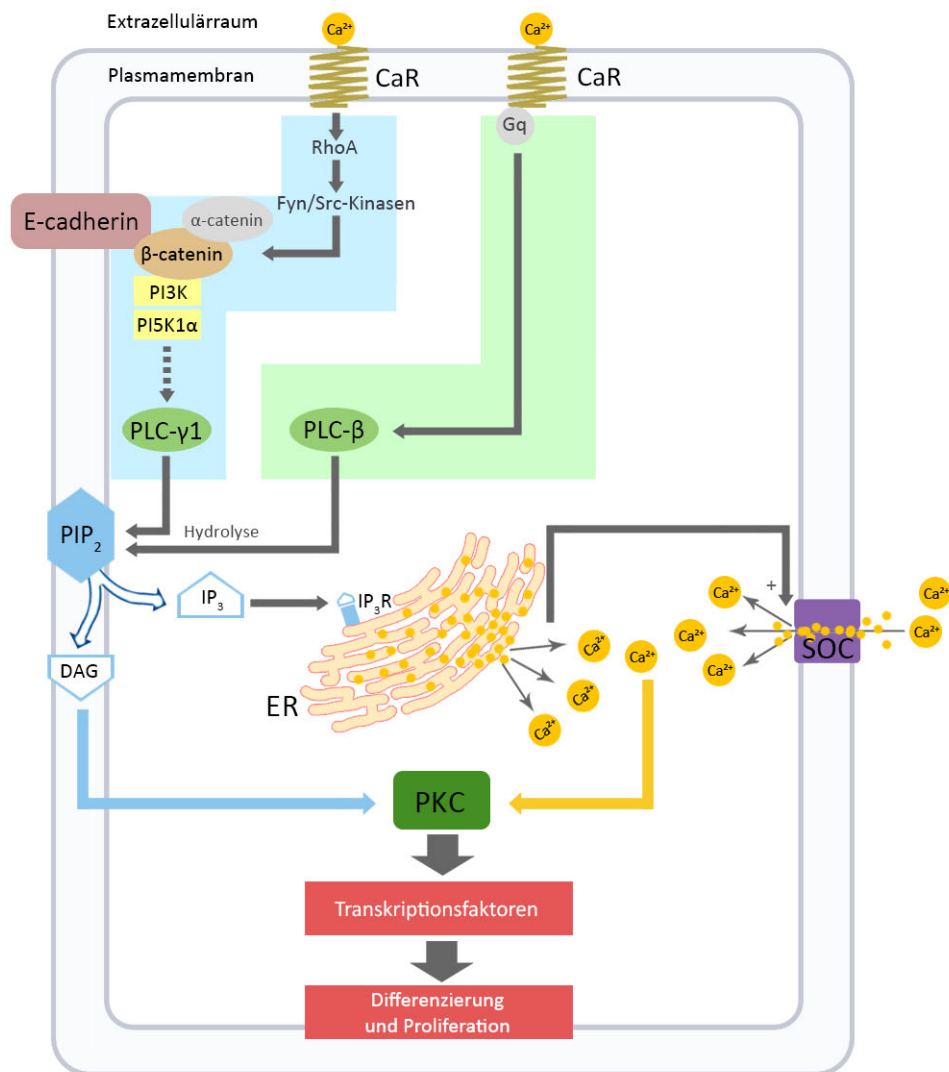 Extrazellulärraum
Ca²⁺
Ca²⁺
Plasmamembran
CaR
CaR
Gq
RhoA
Fyn/Src-Kinasen
E-cadherin
α-catenin
β-catenin
PI3K
PI5K1α
PLC-γ1
PLC-β
PIP₂
Hydrolyse
IP₃
IP₃R
+
Ca²⁺
Ca²⁺
Ca²⁺
Ca²⁺
Ca²⁺
SOC
Ca²⁺
Ca²⁺
Ca²⁺
Ca²⁺
DAG
ER
PKC
Transkriptionsfaktoren
Differenzierung
und Proliferation